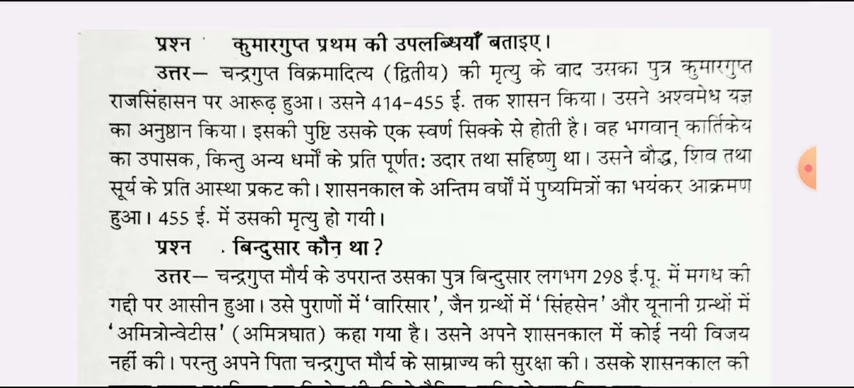 प्रश्न कुमारगुप्त प्रथम की उपलब्धियाँ बताइए।
उत्तर— चन्द्रगुप्त विक्रमादित्य (द्वितीय) की मृत्यु के बाद उसका पुत्र कुमारगुप्त
राजसिंहासन पर आरूढ़ हुआ। उसने 414-455 ई. तक शासन किया। उसने अश्वमेध यज्ञ
का अनुष्ठान किया। इसकी पुष्टि उसके एक स्वर्ण सिक्के से होती है। वह भगवान् कार्तिकेय
का उपासक, किन्तु अन्य धर्मों के प्रति पूर्णत: उदार तथा सहिष्णु था। उसने बौद्ध, शिव तथा
सूर्य के प्रति आस्था प्रकट की। शासनकाल के अन्तिम वर्षों में पुष्यमित्रों का भयंकर आक्रमण
हुआ। 455 ई. में उसकी मृत्यु हो गयी।
प्रश्न . बिन्दुसार कौन था?
उत्तर— चन्द्रगुप्त मौर्य के उपरान्त उसका पुत्र बिन्दुसार लगभग 298 ई.पू. में मगध की
गद्दी पर आसीन हुआ। उसे पुराणों में 'वारिसार', जैन ग्रन्थों में 'सिंहसेन' और यूनानी ग्रन्थों में
'अमित्रोन्वेटीस' (अमित्रघात) कहा गया है। उसने अपने शासनकाल में कोई नयी विजय
नहीं की। परन्तु अपने पिता चन्द्रगुप्त मौर्य के साम्राज्य की सुरक्षा की। उसके शासनकाल की